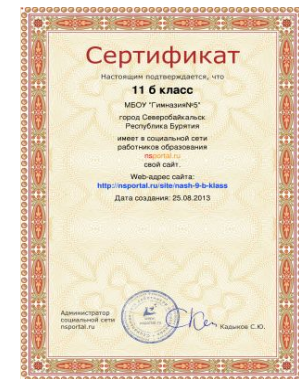 Сертификат
Настоящим подтверждается, что
11 б класс
МБОУ "Гимназия№5"
город Северобайкальск
Республика Бурятия
имеет в социальной сети
работников образования
nsportal.ru
свой сайт.
Web-адрес сайта:
http://nsportal.ru/site/nash-9-b-klass
Дата создания: 25.08.2013
Администратор
социальной сети
nsportal.ru
Кадыков С.Ю.